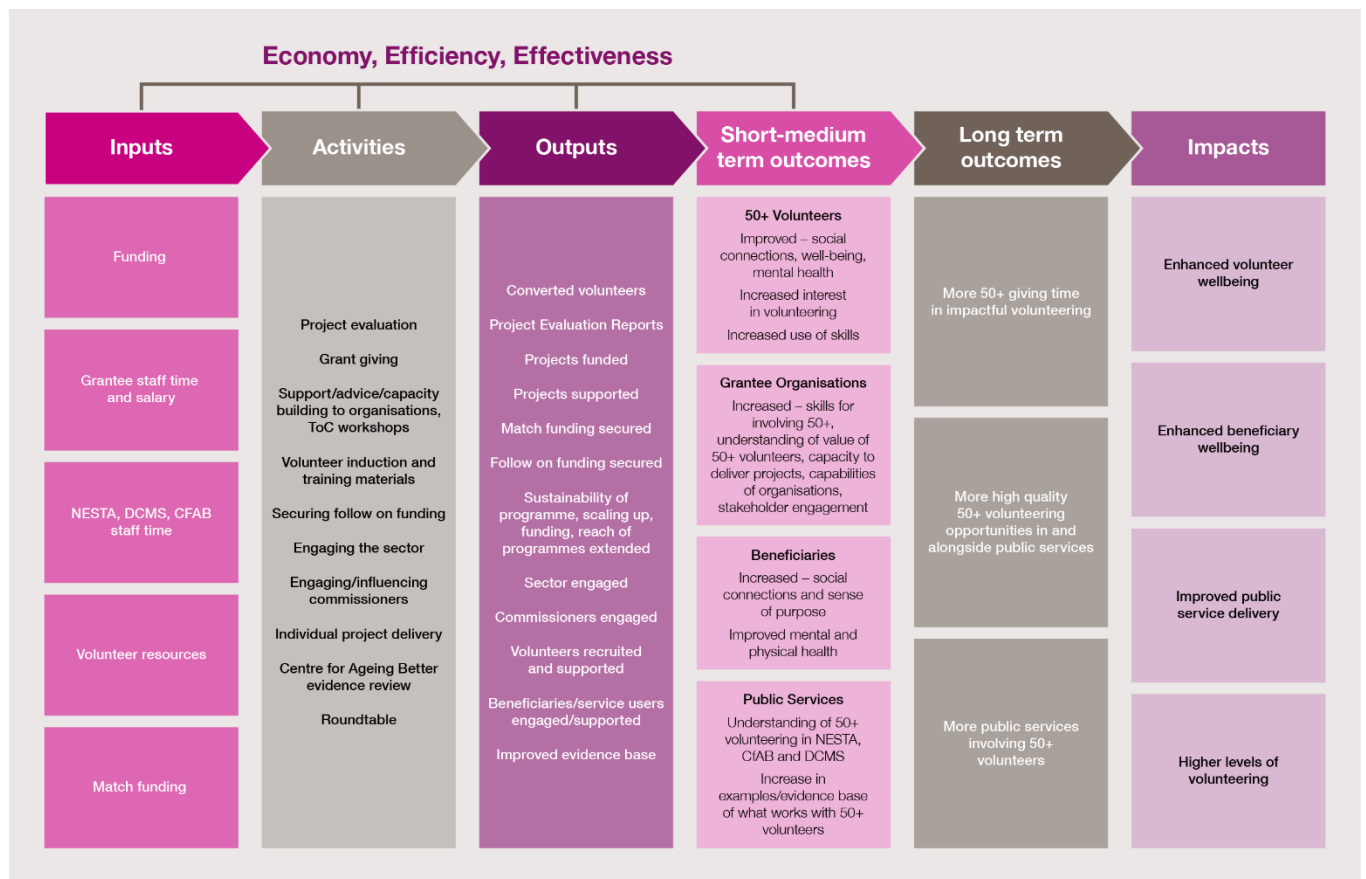 Economy, Efficiency, Effectiveness
Inputs
Funding
Grantee staff time
and salary
NESTA, DCMS, CFAB
staff time
Volunteer resources
Match funding
Activities
Project evaluation
Grant giving
Support/advice/capacity
building to organisations,
ToC workshops
Volunteer induction and
training materials
Securing follow on funding
Engaging the sector
Engaging/influencing
commissioners
Individual project delivery
Centre for Ageing Better
evidence review
Roundtable
Outputs
Converted volunteers
Project Evaluation Reports
Projects funded
Projects supported
Match funding secured
Follow on funding secured
Sustainability of
programme, scaling up,
funding, reach of
programmes extended
Sector engaged
Commissioners engaged
Volunteers recruited
and supported
Beneficiaries/service users
engaged/supported
Improved evidence base
Short-medium
term outcomes
50+ Volunteers
Improved – social
connections, well-being,
mental health
Increased interest
in volunteering
Increased use of skills
Grantee Organisations
Increased – skills for
involving 50+,
understanding of value of
50+ volunteers, capacity to
deliver projects, capabilities
of organisations,
stakeholder engagement
Beneficiaries
Increased – social
connections and sense
of purpose
Improved mental and
physical health
Public Services
Understanding of 50+
volunteering in NESTA,
CfAB and DCMS
Increase in
examples/evidence base
of what works with 50+
volunteers
Long term
outcomes
More 50+ giving time
in impactful volunteering
More high quality
50+ volunteering
opportunities in and
alongside public services
More public services
involving 50+
volunteers
Impacts
Enhanced volunteer
wellbeing
Enhanced beneficiary
wellbeing
Improved public
service delivery
Higher levels of
volunteering